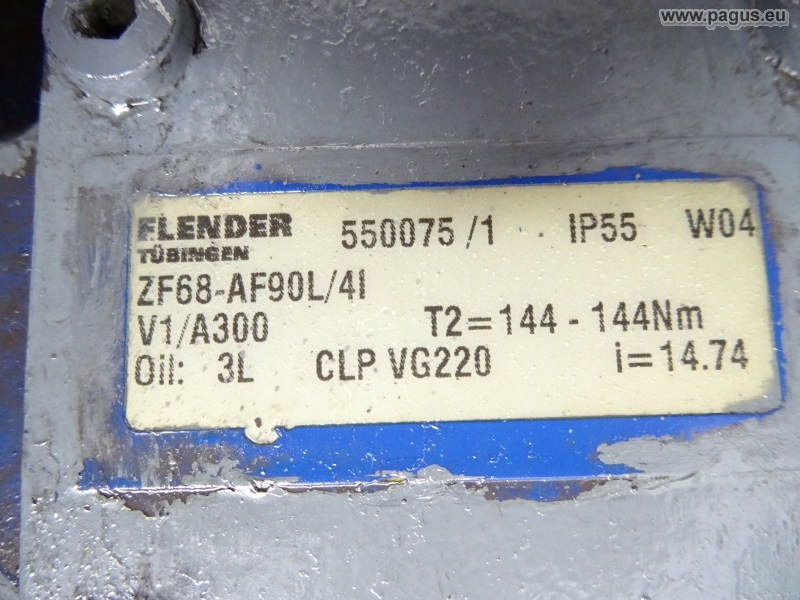 www.pagus.eu
FLENDER 550075/1 IP55 W04
TÜBINGEN
ZF68-AF90L/4I
V1/A300 T2=144 - 144Nm
Oil: 3L CLP VG220 i=14.74